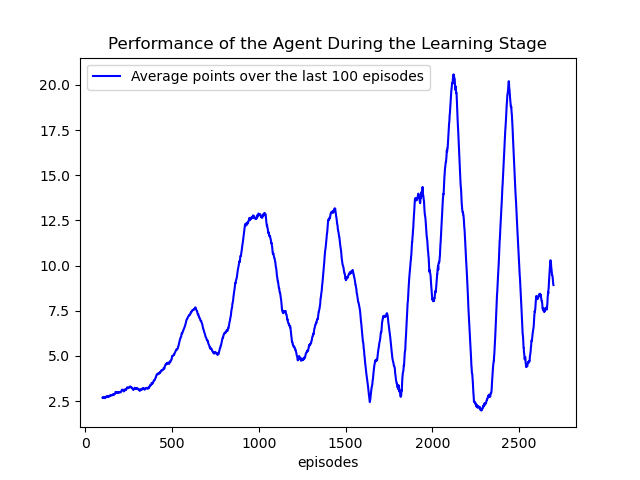 Performance of the Agent During the Learning Stage
Average points over the last 100 episodes
20.0
17.5
15.0
12.5
10.0
7.5
5.0
2.5
0 500 1000 1500 2000 2500
episodes